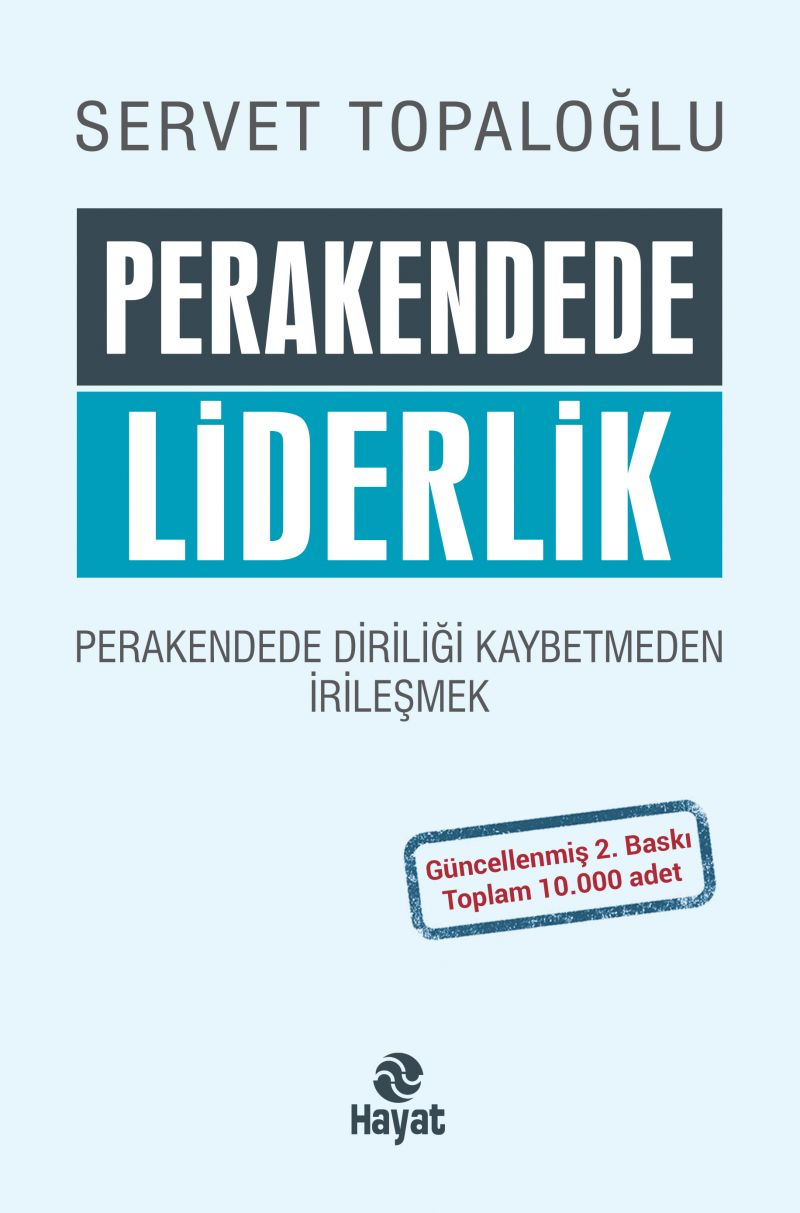 SERVET TOPALOĞLU
PERAKENDEDE
LİDERLİK
PERAKENDEDE DİRİLİĞİ KAYBETMEDEN
İRİLEŞMEK
Güncellenmiş 2. Baskı
Toplam 10.000 adet
Hayat